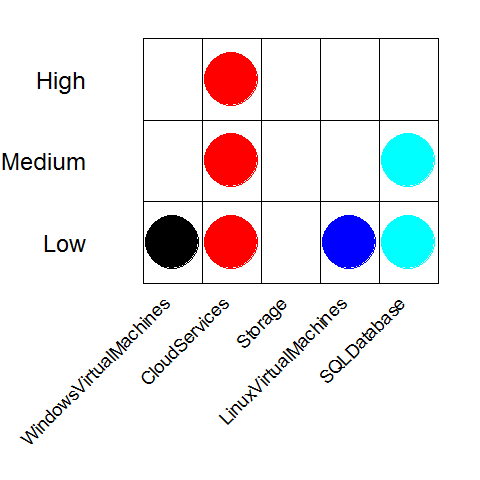 High
Medium
Low
WindowsVirtualMachines
CloudServices
Storage
LinuxVirtualMachines
SQLDatabase